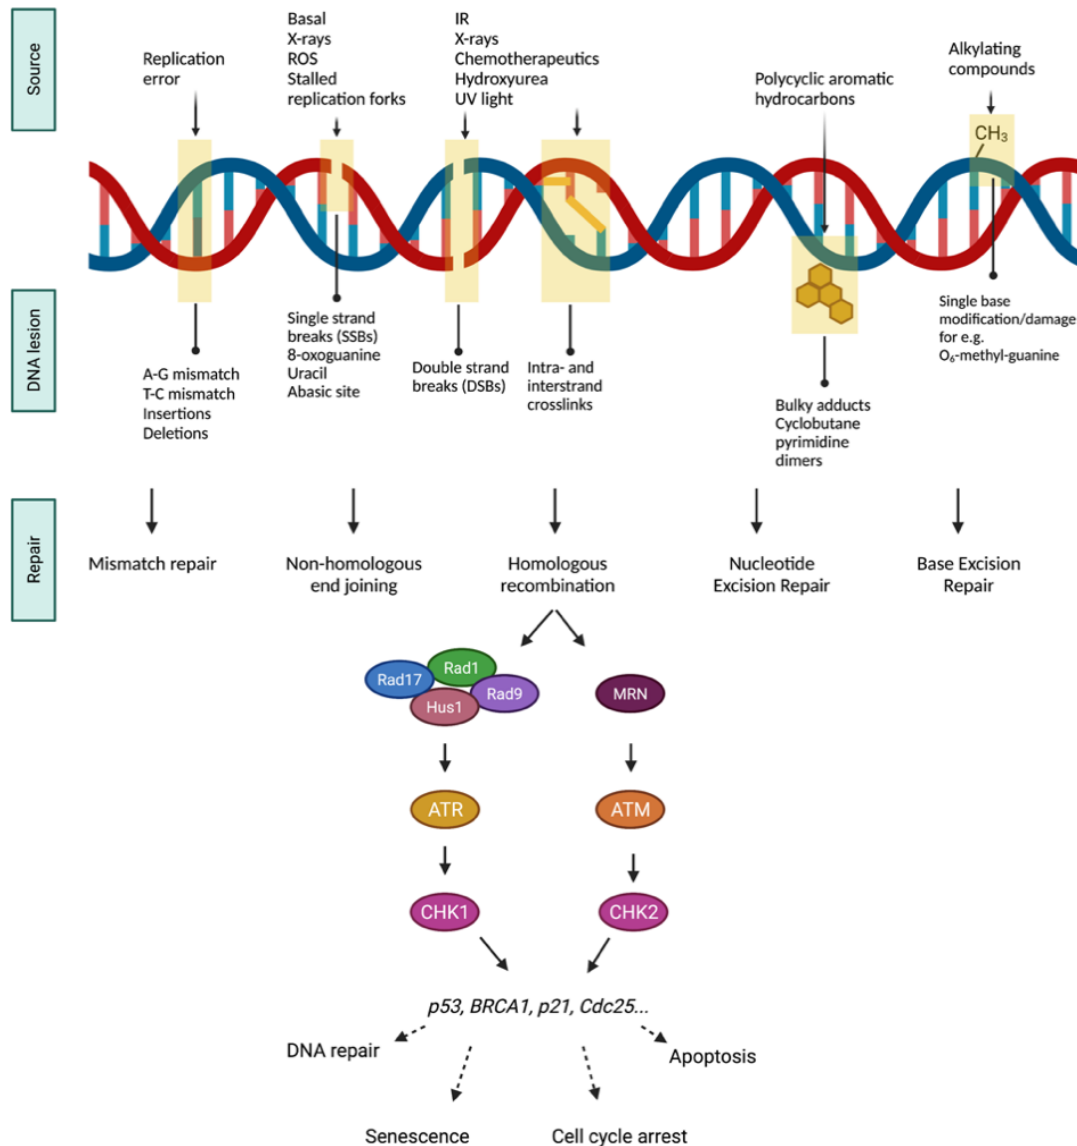 Source
Replication
error
Basal
X-rays
ROS
Stalled
replication forks
IR
X-rays
Chemotherapeutics
Hydroxyurea
UV light
Polycyclic aromatic
hydrocarbons
Alkylating
compounds
CH₃
DNA lesion
A-G mismatch
T-C mismatch
Insertions
Deletions
Single strand
breaks (SSBs)
8-oxoguanine
Uracil
Abasic site
Double strand
breaks (DSBs)
Intra- and
interstrand
crosslinks
Bulky adducts
Cyclobutane
pyrimidine
dimers
Single base
modification/damage
for e.g.
O₆-methyl-guanine
Repair
Mismatch repair
Non-homologous
end joining
Homologous
recombination
Nucleotide
Excision Repair
Base Excision
Repair
Rad17
Rad1
Hus1
Rad9
MRN
ATR
ATM
CHK1
CHK2
p53, BRCA1, p21, Cdc25...
DNA repair
Apoptosis
Senescence
Cell cycle arrest